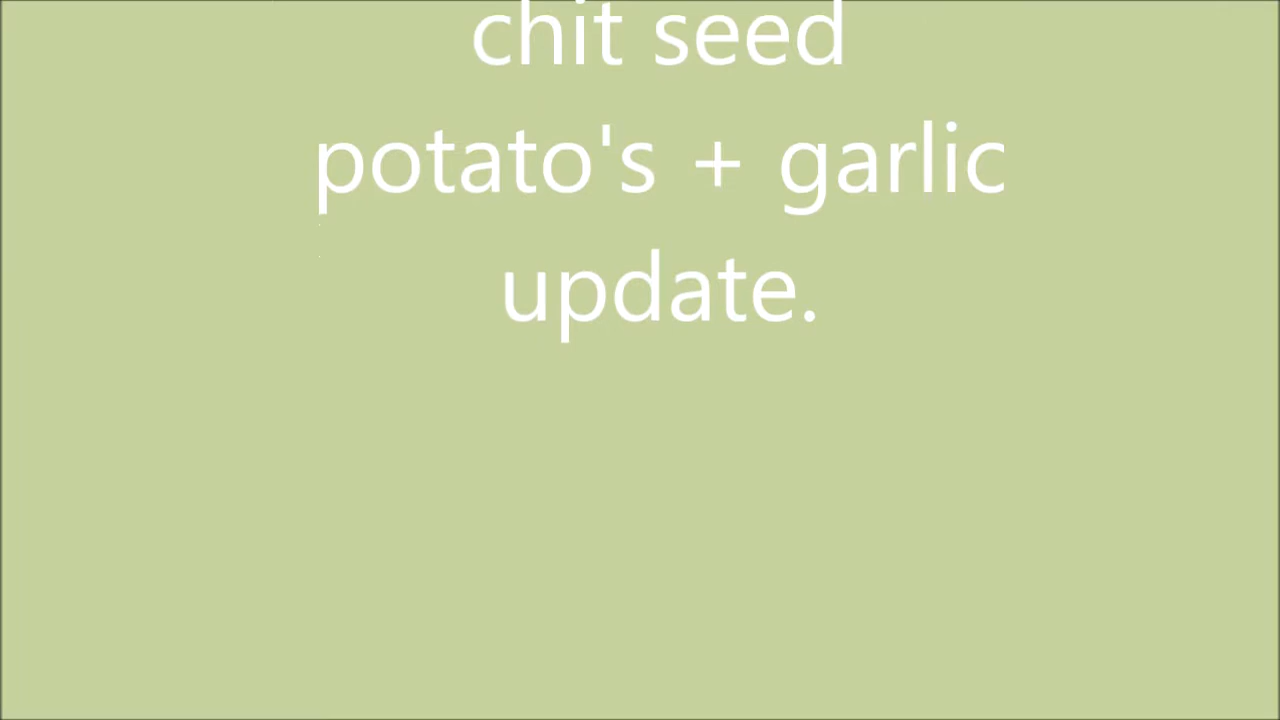 chit seed
potato's + garlic
update.